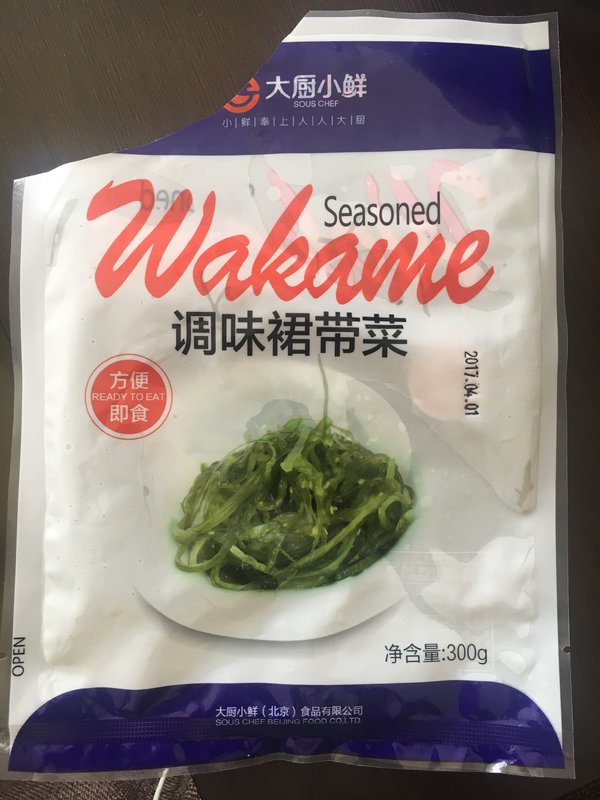 大厨小鲜
SOUS CHEF
小|鲜|奉|上|人|人|大|厨
Seasoned
Wakame
调味裙带菜
方便
READY TO EAT
即食
2017.04.01
净含量:300g
OPEN
大厨小鲜（北京）食品有限公司
SOUS CHEF BEIJING FOOD CO.LTD.